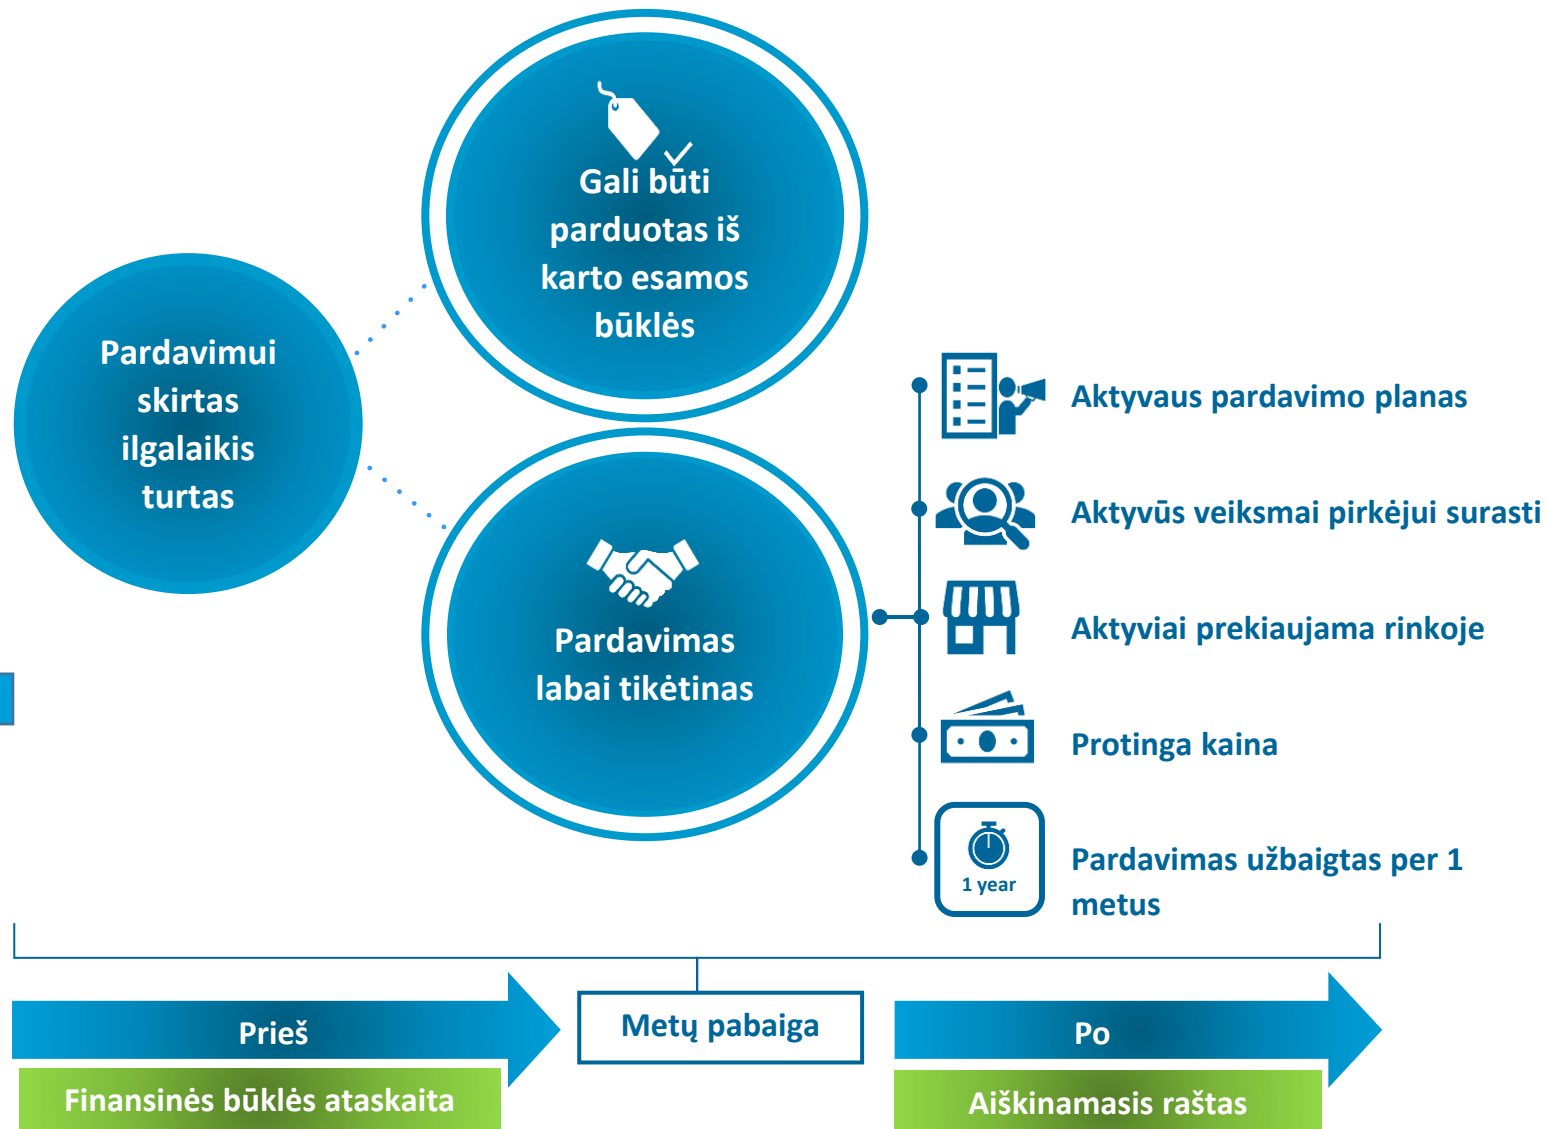 Pardavimui
skirtas
ilgalaikis
turtas
Gali būti
parduotas iš
karto esamos
būklės
Pardavimas
labai tikėtinas
Aktyvaus pardavimo planas
Aktyvūs veiksmai pirkėjui surasti
Aktyviai prekiaujama rinkoje
Protinga kaina
1 year
Pardavimas užbaigtas per 1
metus
Prieš
Metų pabaiga
Po
Finansinės būklės ataskaita
Aiškinamasis raštas